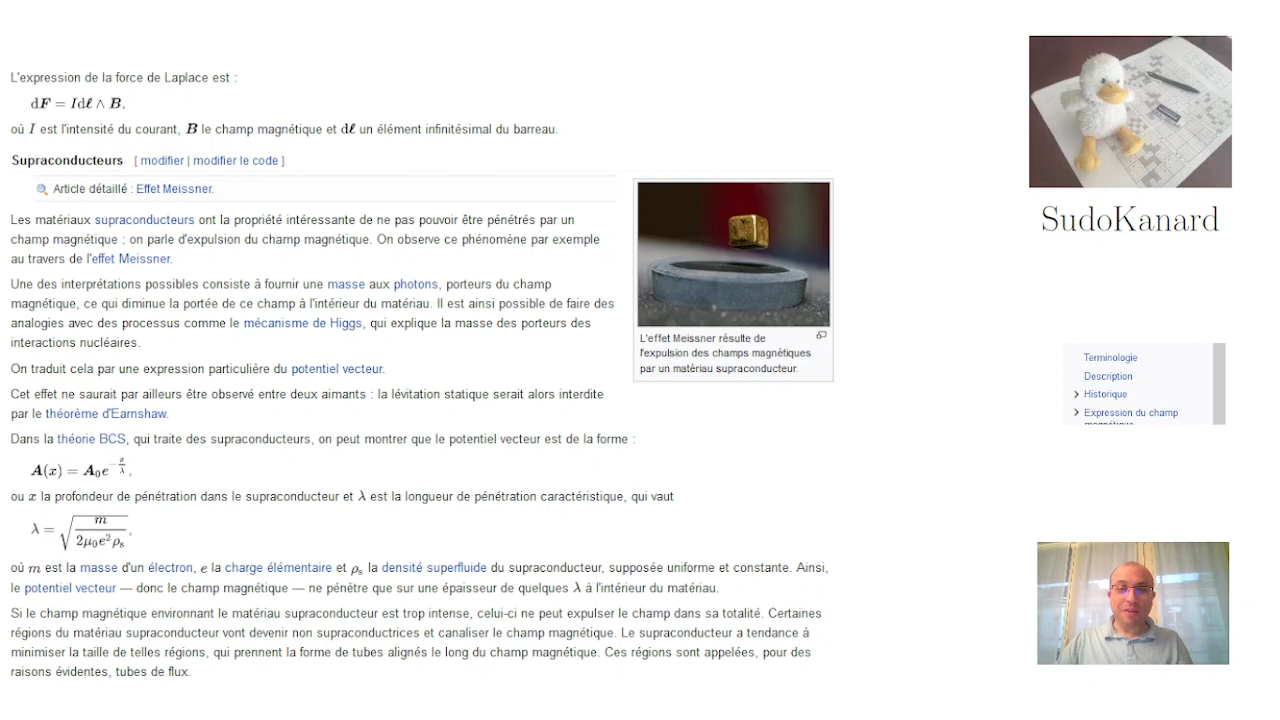 L'expression de la force de Laplace est :
dF = Idℓ ∧ B.
où I est l'intensité du courant, B le champ magnétique et dℓ un élément infinitésimal du barreau.
Supraconducteurs [ modifier | modifier le code ]
Article détaillé : Effet Meissner.
Les matériaux supraconducteurs ont la propriété intéressante de ne pas pouvoir être pénétrés par un
champ magnétique : on parle d'expulsion du champ magnétique. On observe ce phénomène par exemple
au travers de l'effet Meissner.
Une des interprétations possibles consiste à fournir une masse aux photons, porteurs du champ
magnétique, ce qui diminue la portée de ce champ à l'intérieur du matériau. Il est ainsi possible de faire des
analogies avec des processus comme le mécanisme de Higgs, qui explique la masse des porteurs des
interactions nucléaires.
On traduit cela par une expression particulière du potentiel vecteur.
Cet effet ne saurait par ailleurs être observé entre deux aimants : la lévitation statique serait alors interdite
par le théorème d'Earnshaw.
L'effet Meissner résulte de
l'expulsion des champs magnétiques
par un matériau supraconducteur.
Dans la théorie BCS, qui traite des supraconducteurs, on peut montrer que le potentiel vecteur est de la forme :
A(x) = A₀e^(−x/λ),
ou x la profondeur de pénétration dans le supraconducteur et λ est la longueur de pénétration caractéristique, qui vaut
λ = √(m / 2μ₀e²ρₛ),
où m est la masse d'un électron, e la charge élémentaire et ρₛ la densité superfluide du supraconducteur, supposée uniforme et constante. Ainsi,
le potentiel vecteur — donc le champ magnétique — ne pénètre que sur une épaisseur de quelques λ à l'intérieur du matériau.
Si le champ magnétique environnant le matériau supraconducteur est trop intense, celui-ci ne peut expulser le champ dans sa totalité. Certaines
régions du matériau supraconducteur vont devenir non supraconductrices et canaliser le champ magnétique. Le supraconducteur a tendance à
minimiser la taille de telles régions, qui prennent la forme de tubes alignés le long du champ magnétique. Ces régions sont appelées, pour des
raisons évidentes, tubes de flux.
SudoKanard
Terminologie
Description
Historique
Expression du champ
magnétique